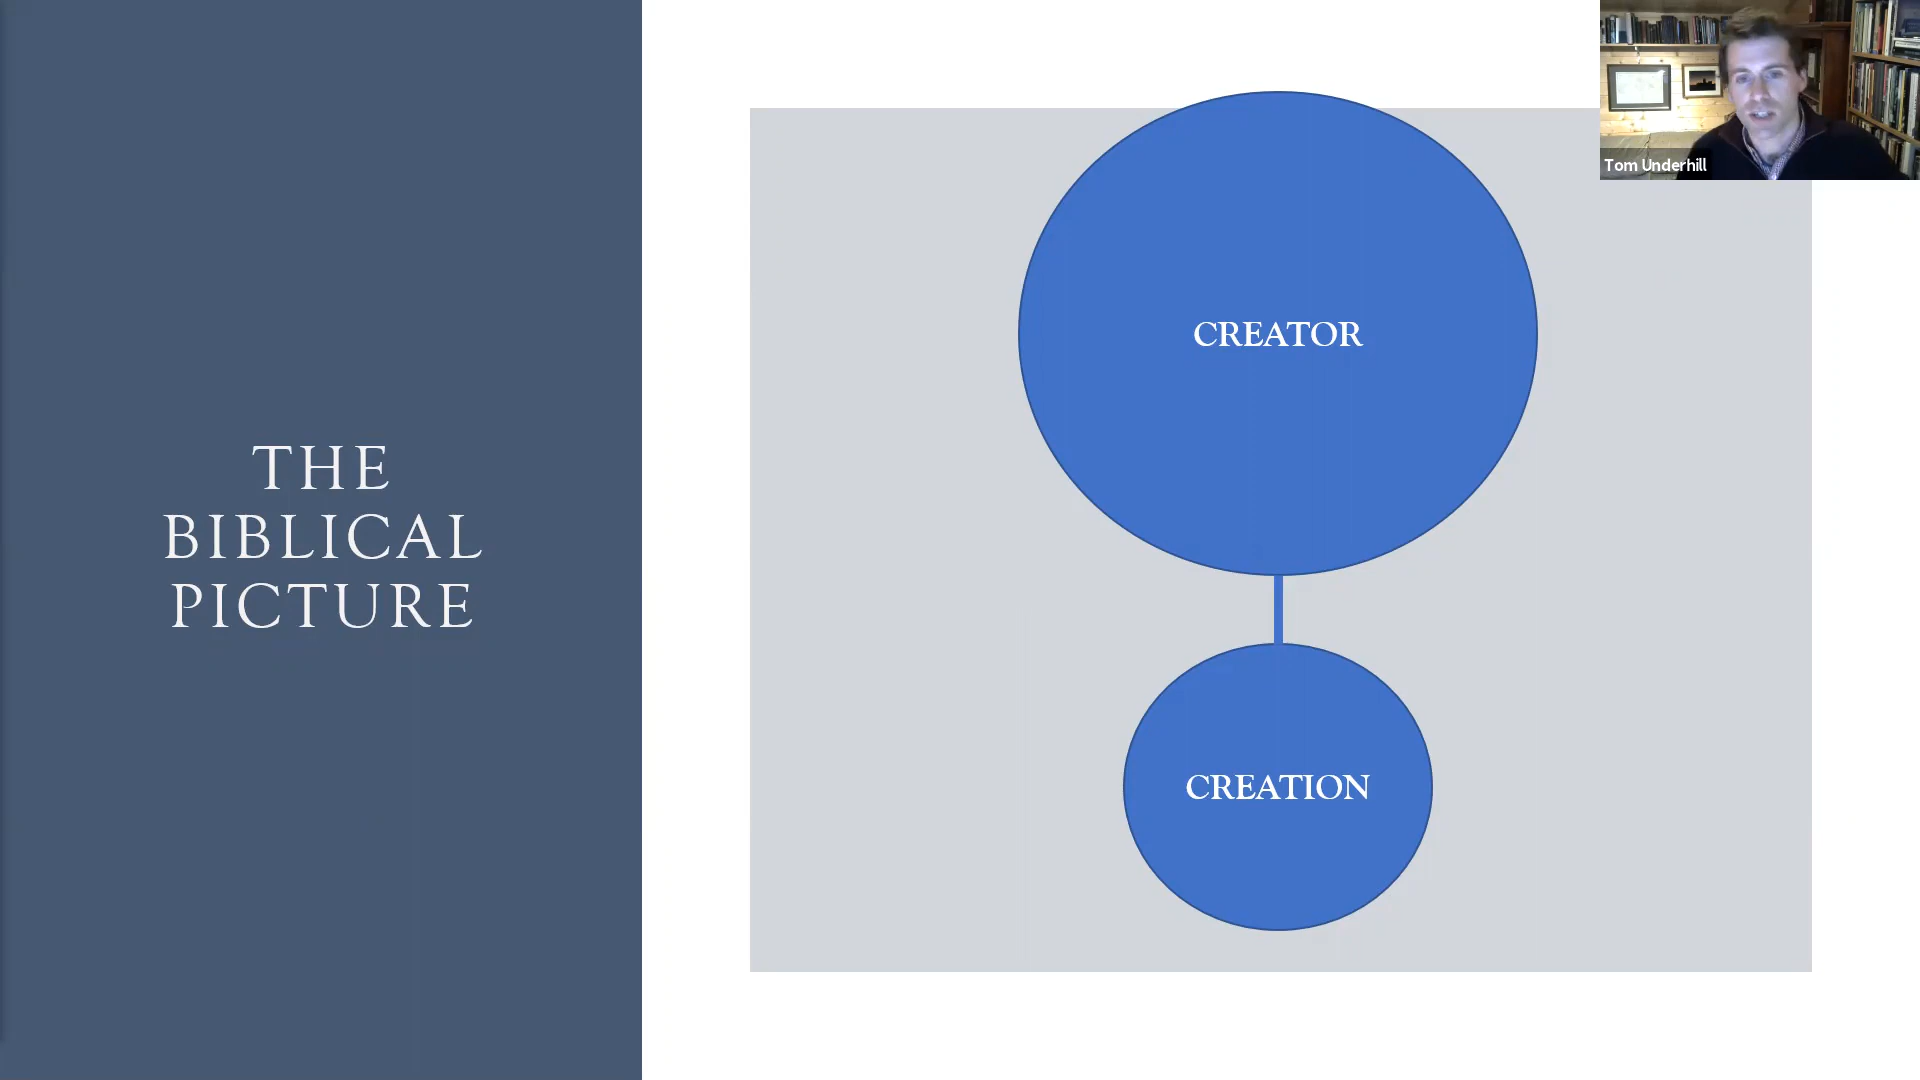 THE
BIBLICAL
PICTURE
CREATOR
CREATION
Tom Underhill